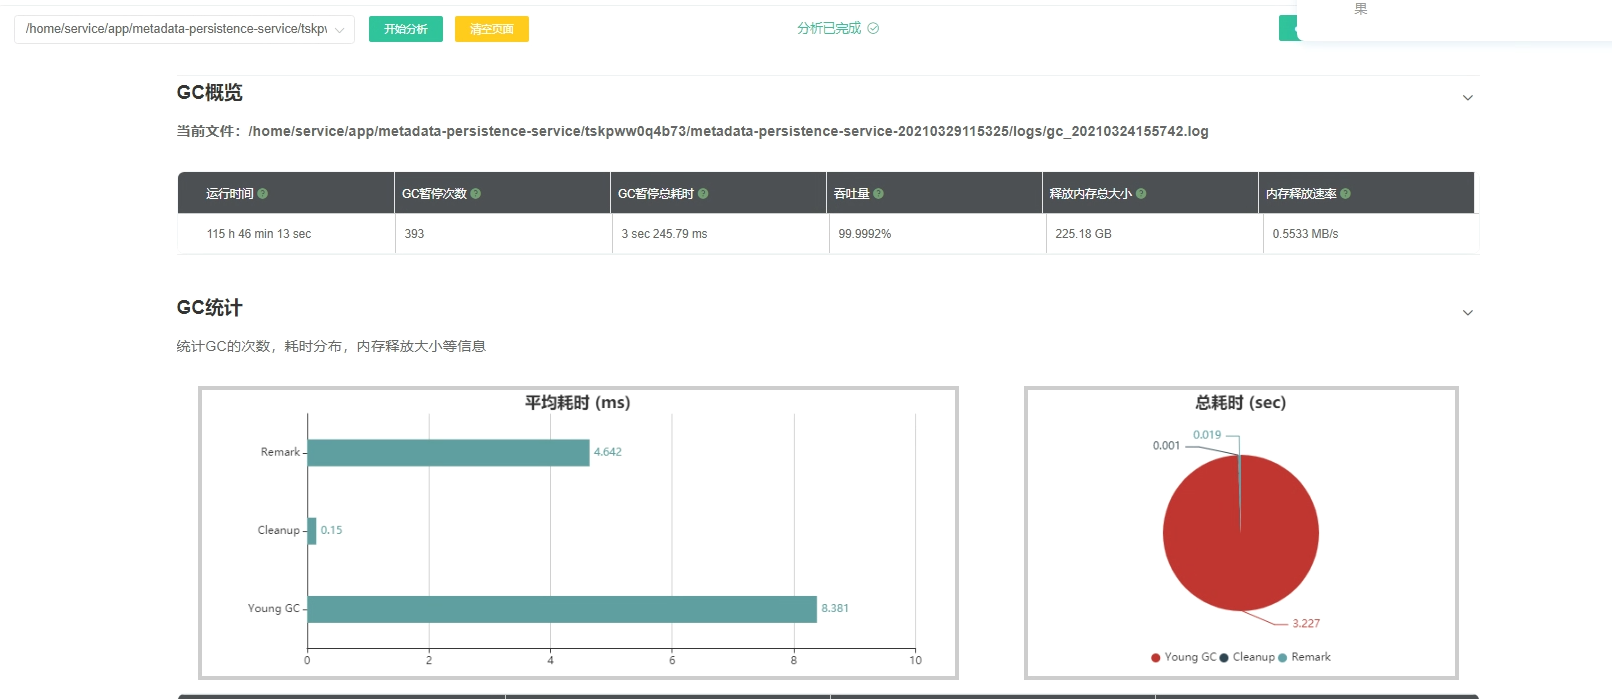 果
/home/service/app/metadata-persistence-service/tskpv
开始分析
清空页面
分析已完成
GC概览
当前文件：/home/service/app/metadata-persistence-service/tskpww0q4b73/metadata-persistence-service-20210329115325/logs/gc_20210324155742.log
运行时间 ? GC暂停次数 ? GC暂停总耗时 ? 吞吐量 ? 释放内存总大小 ? 内存释放速率 ?
115 h 46 min 13 sec 393 3 sec 245.79 ms 99.9992% 225.18 GB 0.5533 MB/s
GC统计
统计GC的次数，耗时分布，内存释放大小等信息
平均耗时 (ms)
Remark 4.642
Cleanup 0.15
Young GC 8.381
0 2 4 6 8 10
总耗时 (sec)
0.019
0.001
3.227
Young GC Cleanup Remark